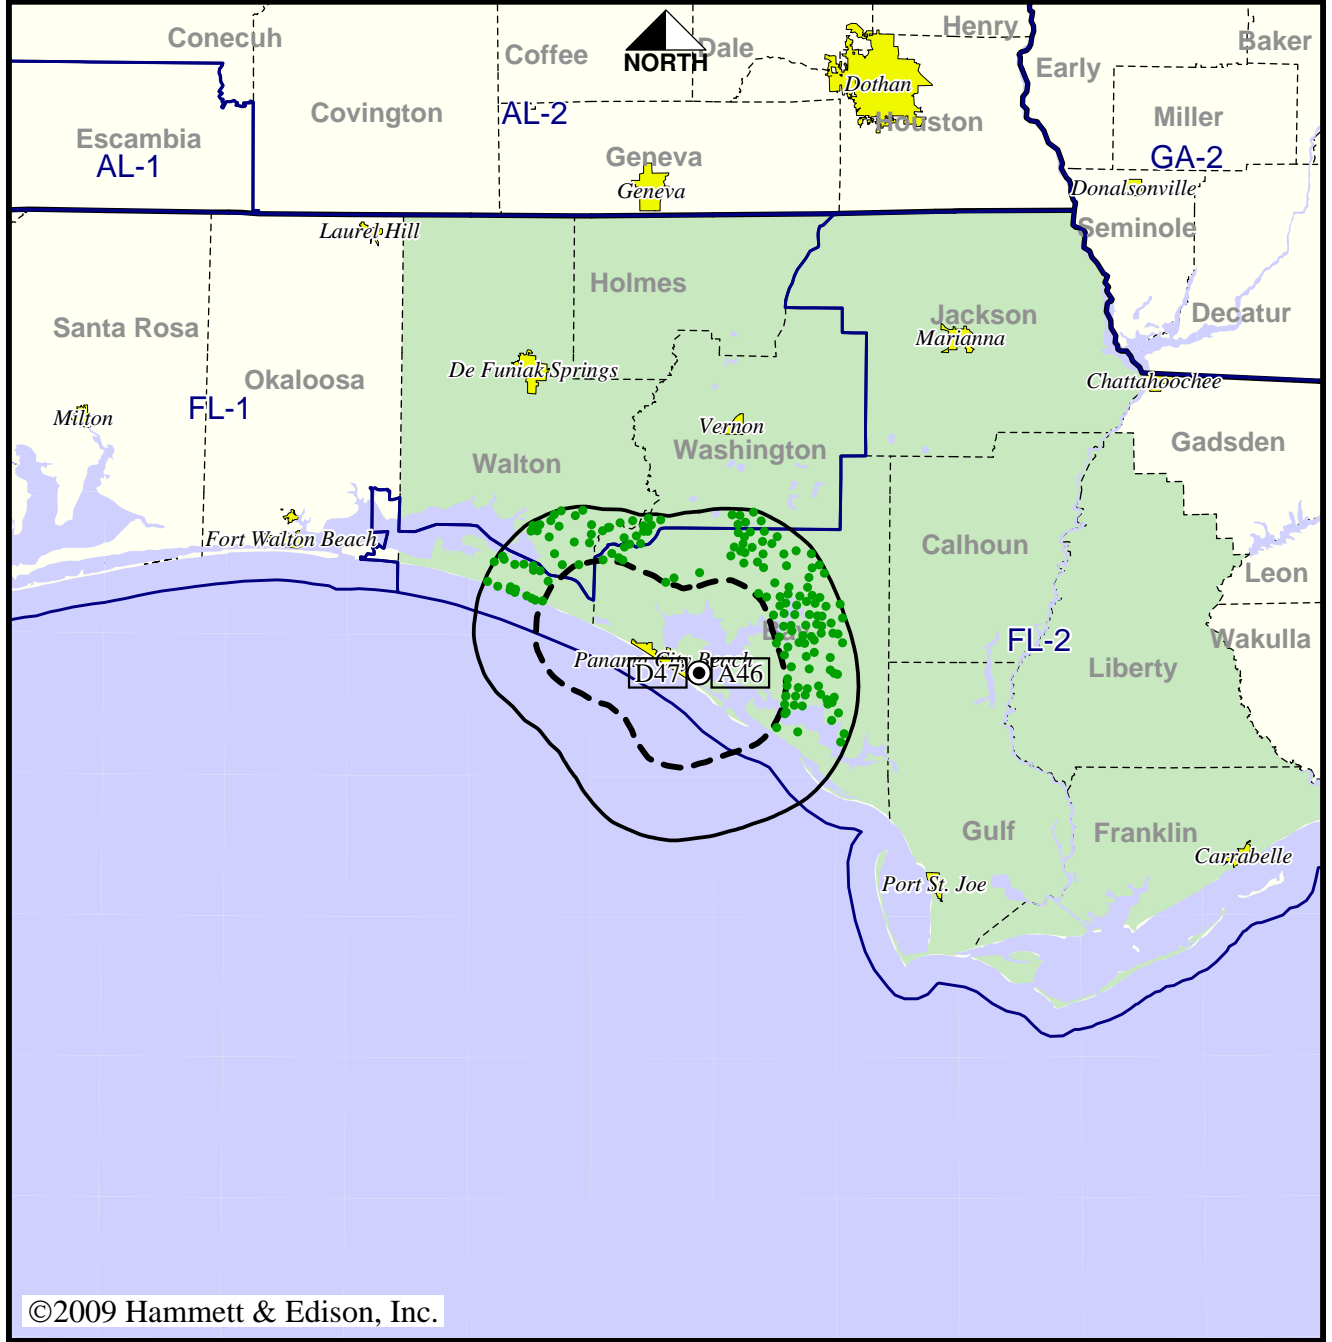 Conecuh
Coffee
NORTH
Dale
Henry
Baker
Early
Dothan
Covington
AL-2
Houston
Miller
Escambia
AL-1
Geneva
GA-2
Geneva
Donalsonville
Laurel Hill
Seminole
Holmes
Santa Rosa
Jackson
Decatur
Marianna
De Funiak Springs
Okaloosa
Chattahoochee
FL-1
Milton
Vernon
Washington
Gadsden
Walton
Fort Walton Beach
Calhoun
Leon
Bay
FL-2
Wakulla
Liberty
Panama City Beach
D47
A46
Gulf
Franklin
Carrabelle
Port St. Joe
©2009 Hammett & Edison, Inc.